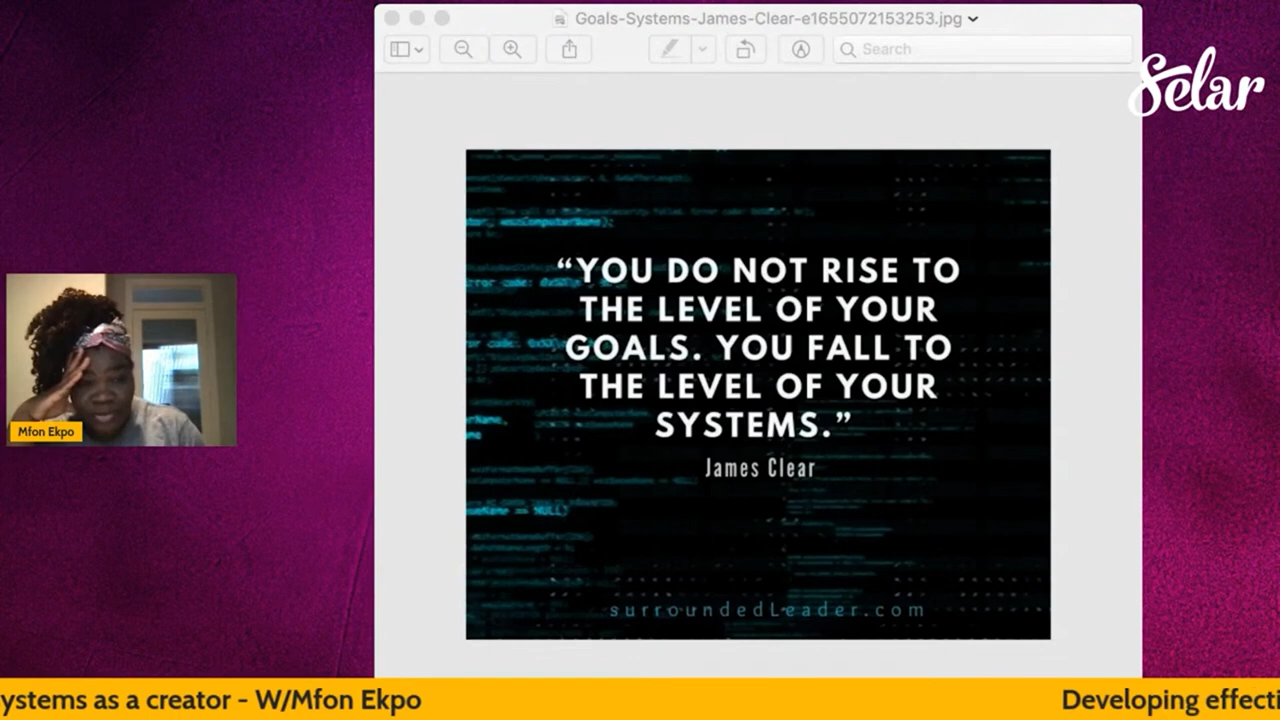 Goals-Systems-James-Clear-e1655072153253.jpg
Search
Selar
“YOU DO NOT RISE TO
THE LEVEL OF YOUR
GOALS. YOU FALL TO
THE LEVEL OF YOUR
SYSTEMS.”
James Clear
== NULL)
surroundedLeader.com
Mfon Ekpo
ystems as a creator - W/Mfon Ekpo
Developing effecti